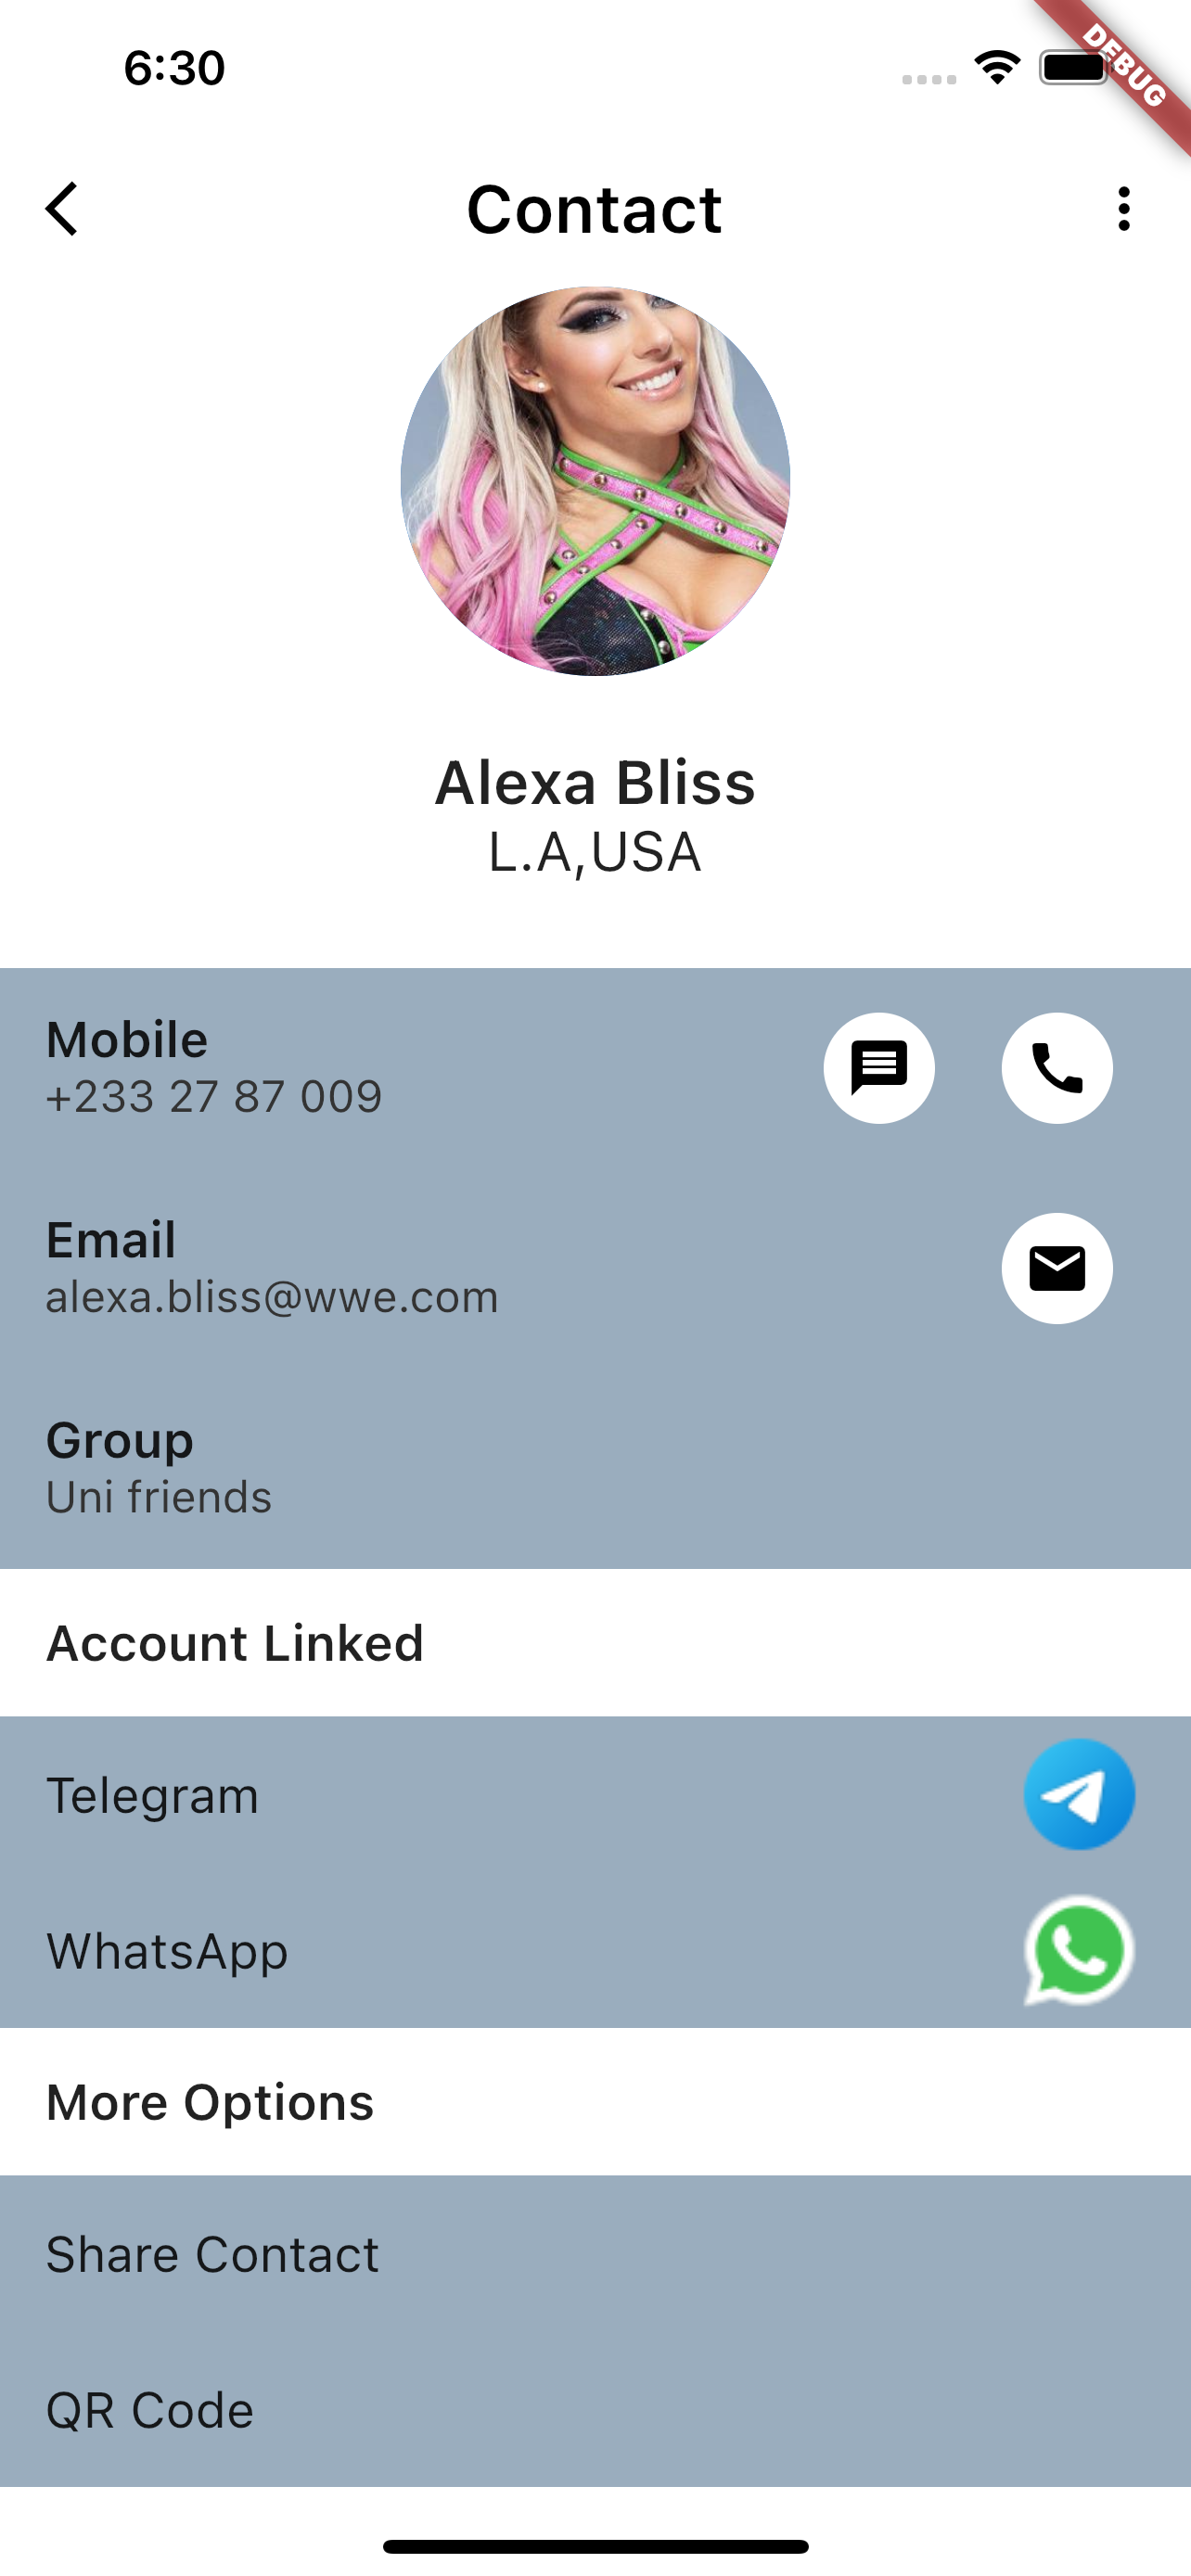 6:30
DEBUG
Contact
Alexa Bliss
L.A,USA
Mobile
+233 27 87 009
Email
alexa.bliss@wwe.com
Group
Uni friends
Account Linked
Telegram
WhatsApp
More Options
Share Contact
QR Code